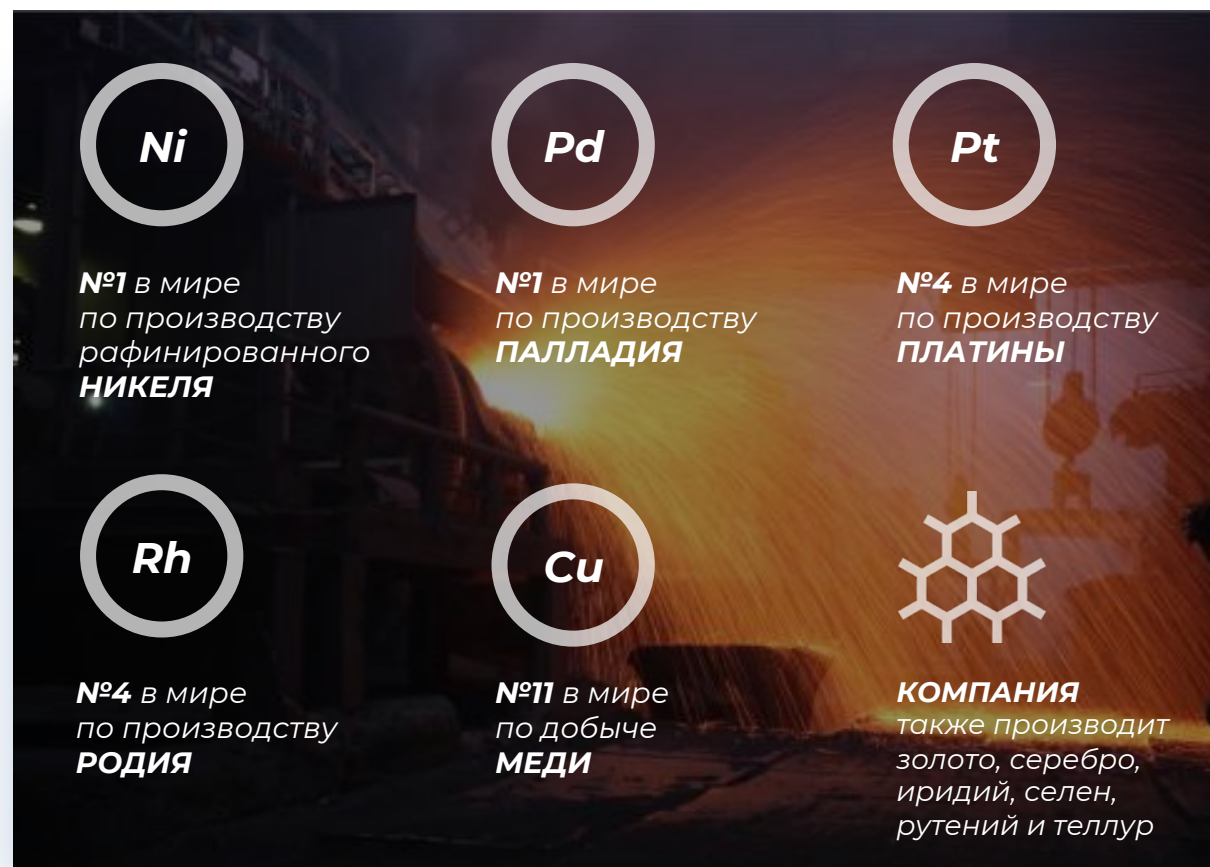 Ni
№1 в мире
по производству
рафинированного
НИКЕЛЯ
Pd
№1 в мире
по производству
ПАЛЛАДИЯ
Pt
№4 в мире
по производству
ПЛАТИНЫ
Rh
№4 в мире
по производству
РОДИЯ
Cu
№11 в мире
по добыче
МЕДИ
КОМПАНИЯ
также производит
золото, серебро,
иридий, селен,
рутений и теллур